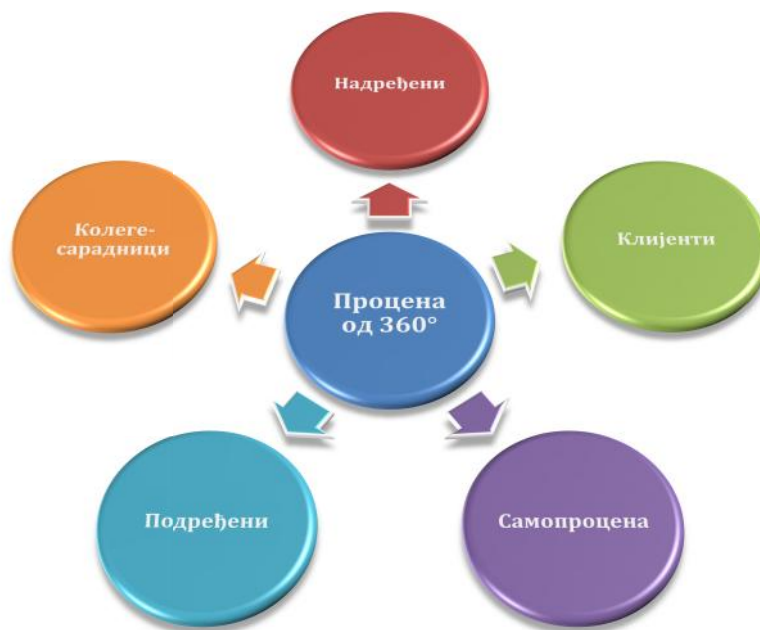 Надређени
Колеге-
сарадници
Клијенти
Процена
од 360°
Подређени
Самопроцена